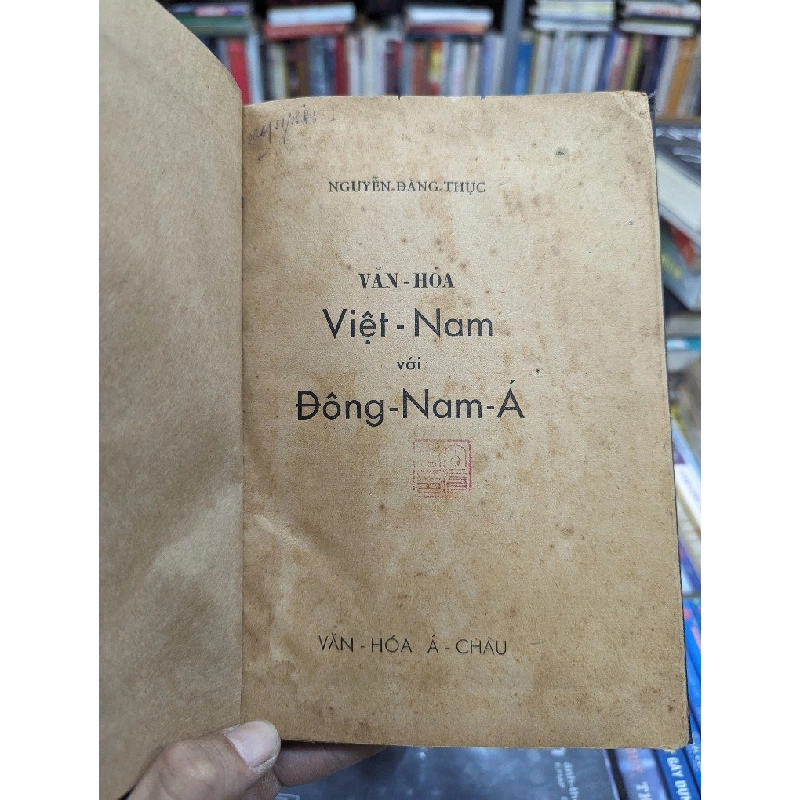 NGUYỄN-ĐĂNG-THỤC
VĂN-HÓA
Việt-Nam
với
Đông-Nam-Á
VĂN-HÓA Á-CHÂU